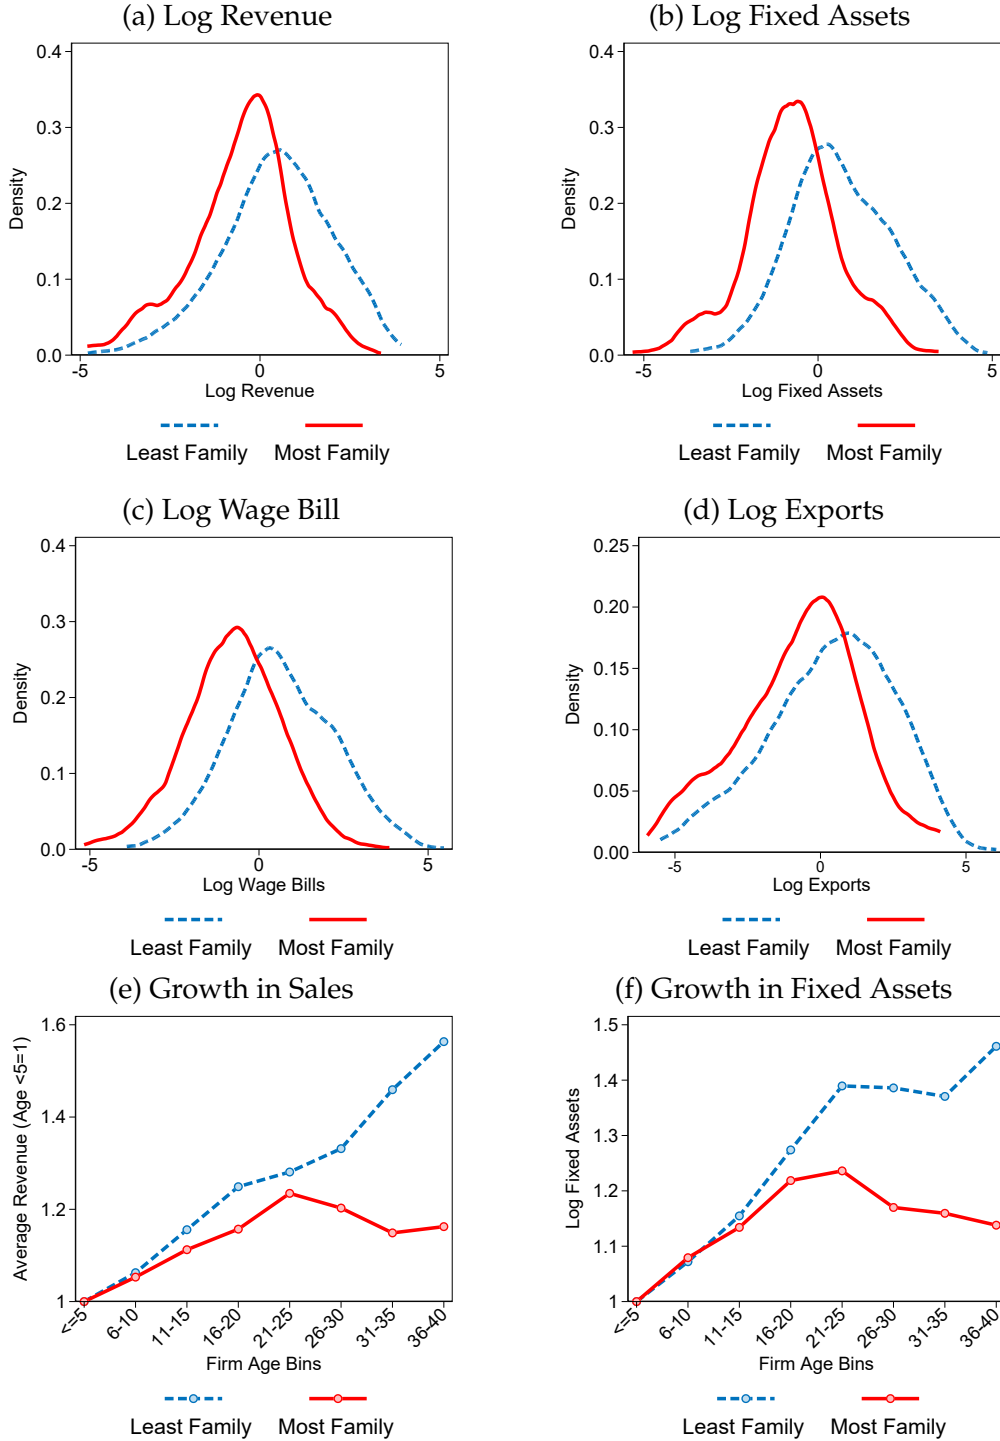 (a) Log Revenue
0.4
0.3
0.2
0.1
0.0
Density
-5 0 5
Log Revenue
Least Family Most Family
(b) Log Fixed Assets
0.4
0.3
0.2
0.1
0.0
Density
-5 0 5
Log Fixed Assets
Least Family Most Family
(c) Log Wage Bill
0.4
0.3
0.2
0.1
0.0
Density
-5 0 5
Log Wage Bills
Least Family Most Family
(d) Log Exports
0.25
0.20
0.15
0.10
0.05
0.00
Density
-5 0 5
Log Exports
Least Family Most Family
(e) Growth in Sales
1.6
1.4
1.2
1
Average Revenue (Age <5=1)
<=5 6-10 11-15 16-20 21-25 26-30 31-35 36-40
Firm Age Bins
Least Family Most Family
(f) Growth in Fixed Assets
1.5
1.4
1.3
1.2
1.1
1
Log Fixed Assets
<=5 6-10 11-15 16-20 21-25 26-30 31-35 36-40
Firm Age Bins
Least Family Most Family